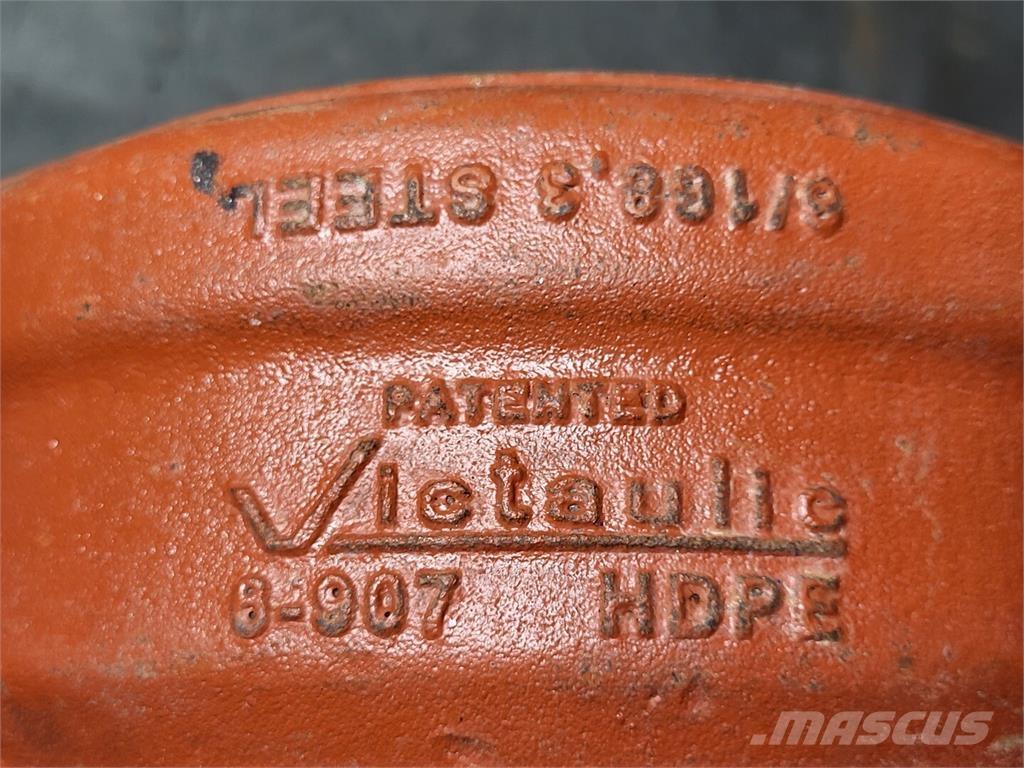 6/168,3 STEEL
PATENTED
Victaulic
6-907 HDPE
MASCUS